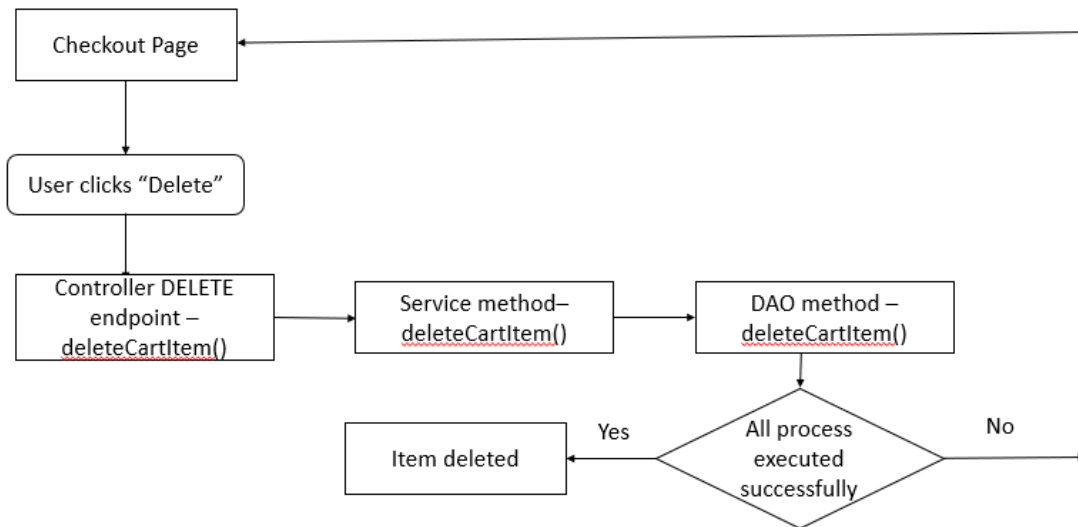 Checkout Page
User clicks “Delete”
Controller DELETE
endpoint –
deleteCartItem()
Service method–
deleteCartItem()
DAO method –
deleteCartItem()
All process
executed
successfully
Yes
Item deleted
No